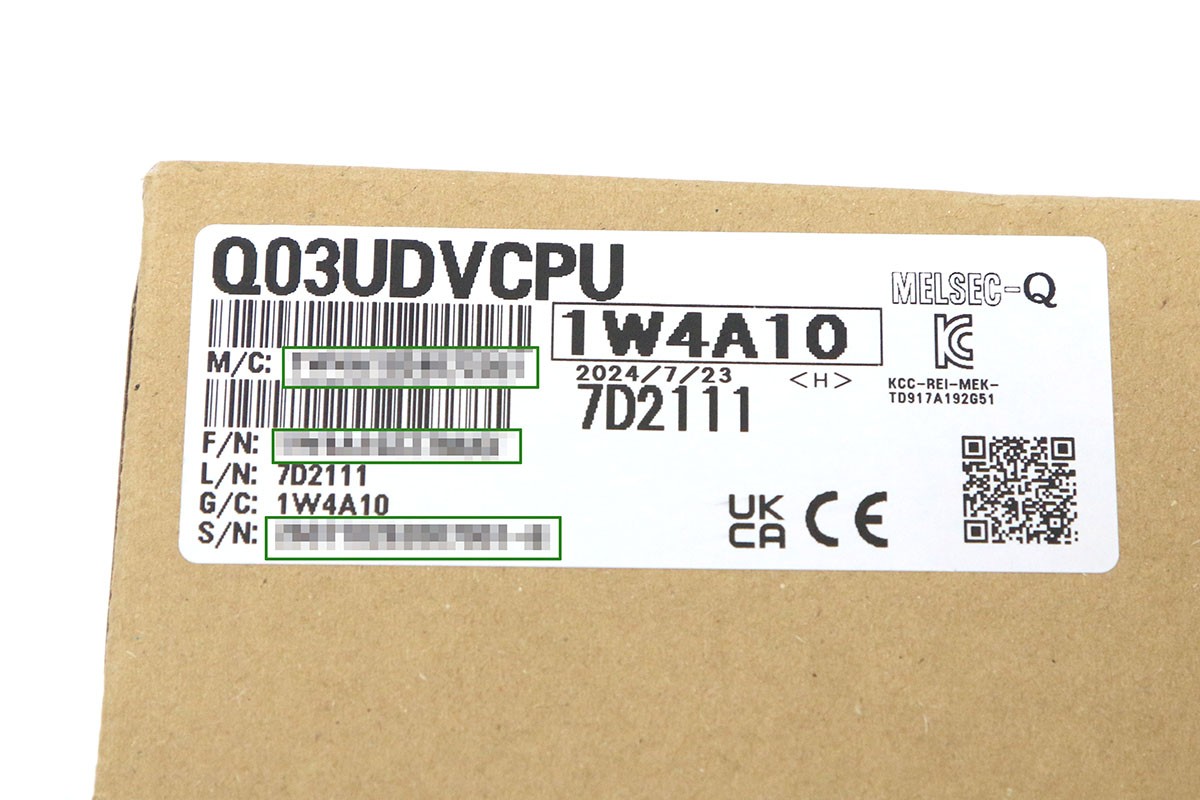 Q03UDVCPU
MELSEC-Q
1W4A10
M/C:
2024/7/23 <H>
7D2111
KCC-REI-MEK-
TD917A192G51
F/N:
L/N: 7D2111
G/C: 1W4A10
S/N:
UK
CA
CE